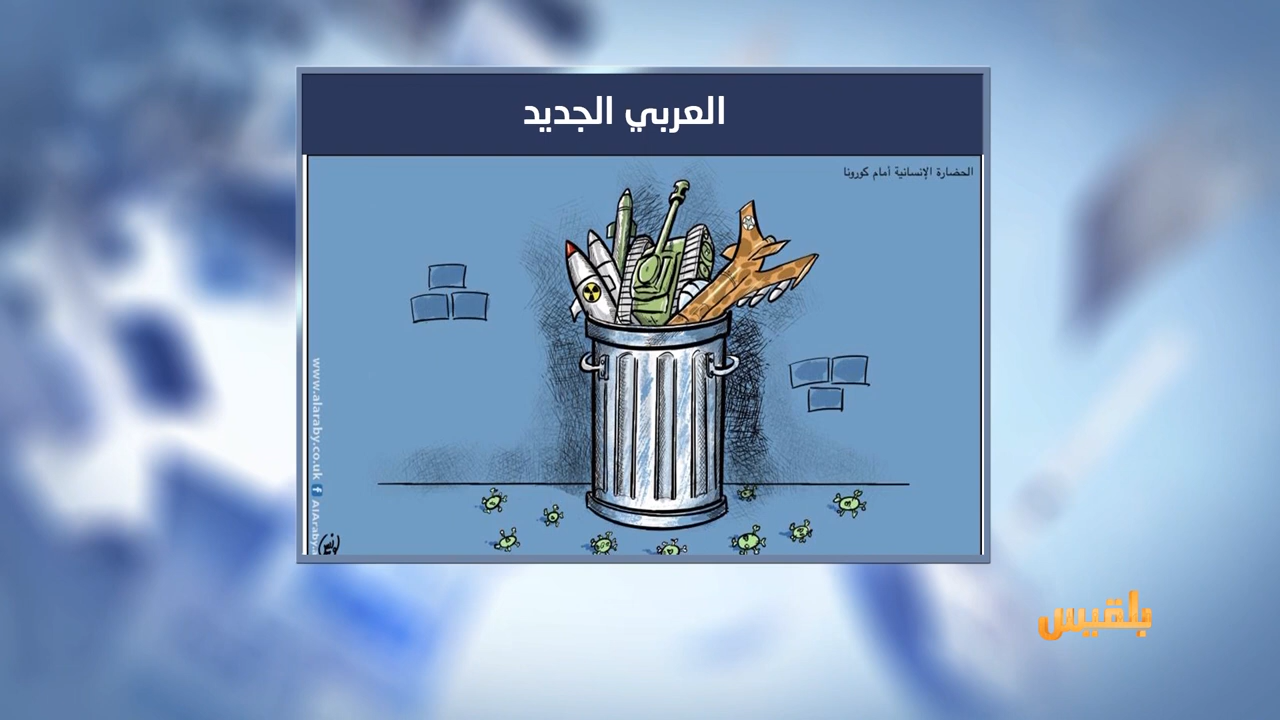 العربي الجديد
الحضارة الإنسانية أمام كورونا
www.alaraby.co.uk
f AlAraby
بلقيس